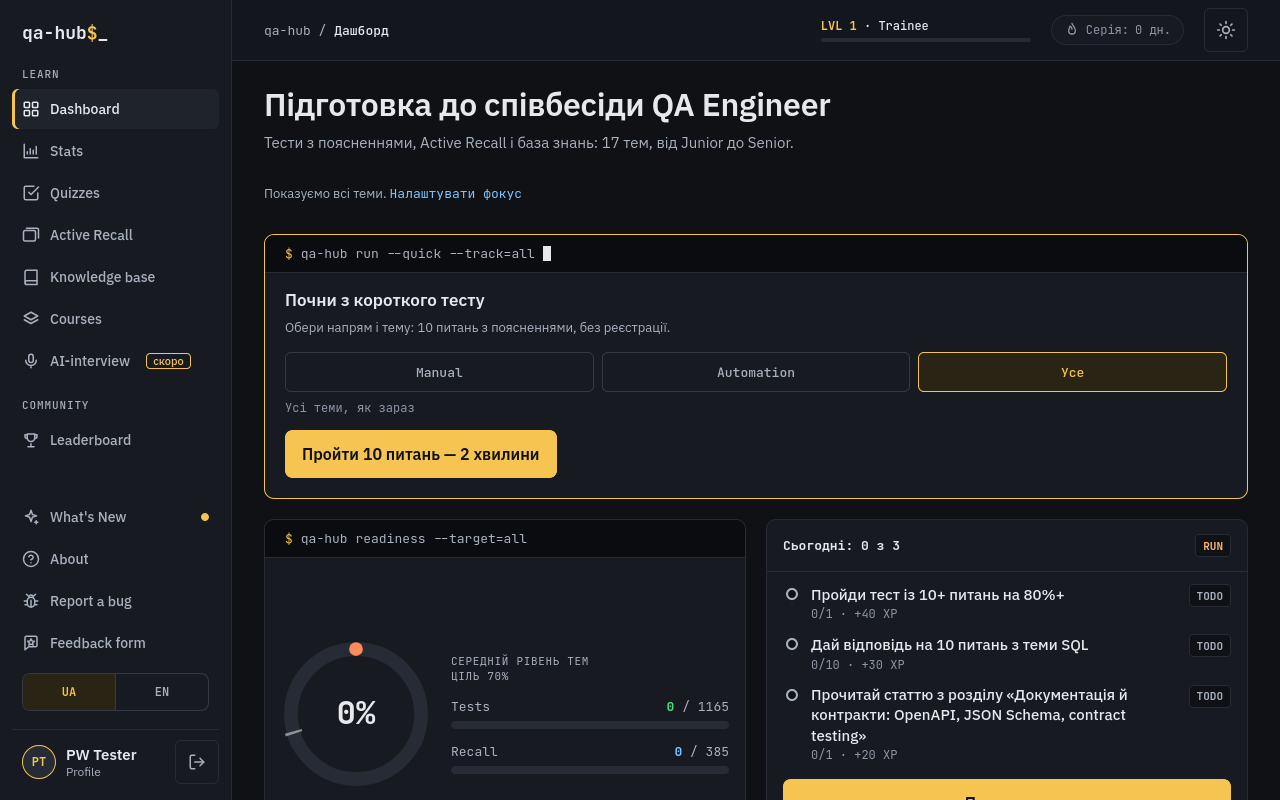 qa-hub$_
LEARN
Dashboard
Stats
Quizzes
Active Recall
Knowledge base
Courses
AI-interview скоро
COMMUNITY
Leaderboard
What's New
About
Report a bug
Feedback form
UA EN
PT PW Tester
Profile
qa-hub / Дашборд
LVL 1 · Trainee
Серія: 0 дн.
Підготовка до співбесіди QA Engineer
Тести з поясненнями, Active Recall і база знань: 17 тем, від Junior до Senior.
Показуємо всі теми. Налаштувати фокус
$ qa-hub run --quick --track=all
Почни з короткого тесту
Обери напрям і тему: 10 питань з поясненнями, без реєстрації.
Manual Automation Усе
Усі теми, як зараз
Пройти 10 питань — 2 хвилини
$ qa-hub readiness --target=all
0%
СЕРЕДНІЙ РІВЕНЬ ТЕМ
ЦІЛЬ 70%
Tests 0 / 1165
Recall 0 / 385
Сьогодні: 0 з 3 RUN
Пройди тест із 10+ питань на 80%+ TODO
0/1 · +40 XP
Дай відповідь на 10 питань з теми SQL TODO
0/10 · +30 XP
Прочитай статтю з розділу «Документація й TODO
контракти: OpenAPI, JSON Schema, contract
testing»
0/1 · +20 XP